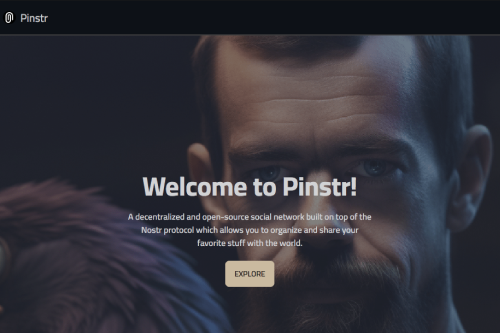 Pinstr
Welcome to Pinstr!
A decentralized and open-source social network built on top of the
Nostr protocol which allows you to organize and share your
favorite stuff with the world.
EXPLORE